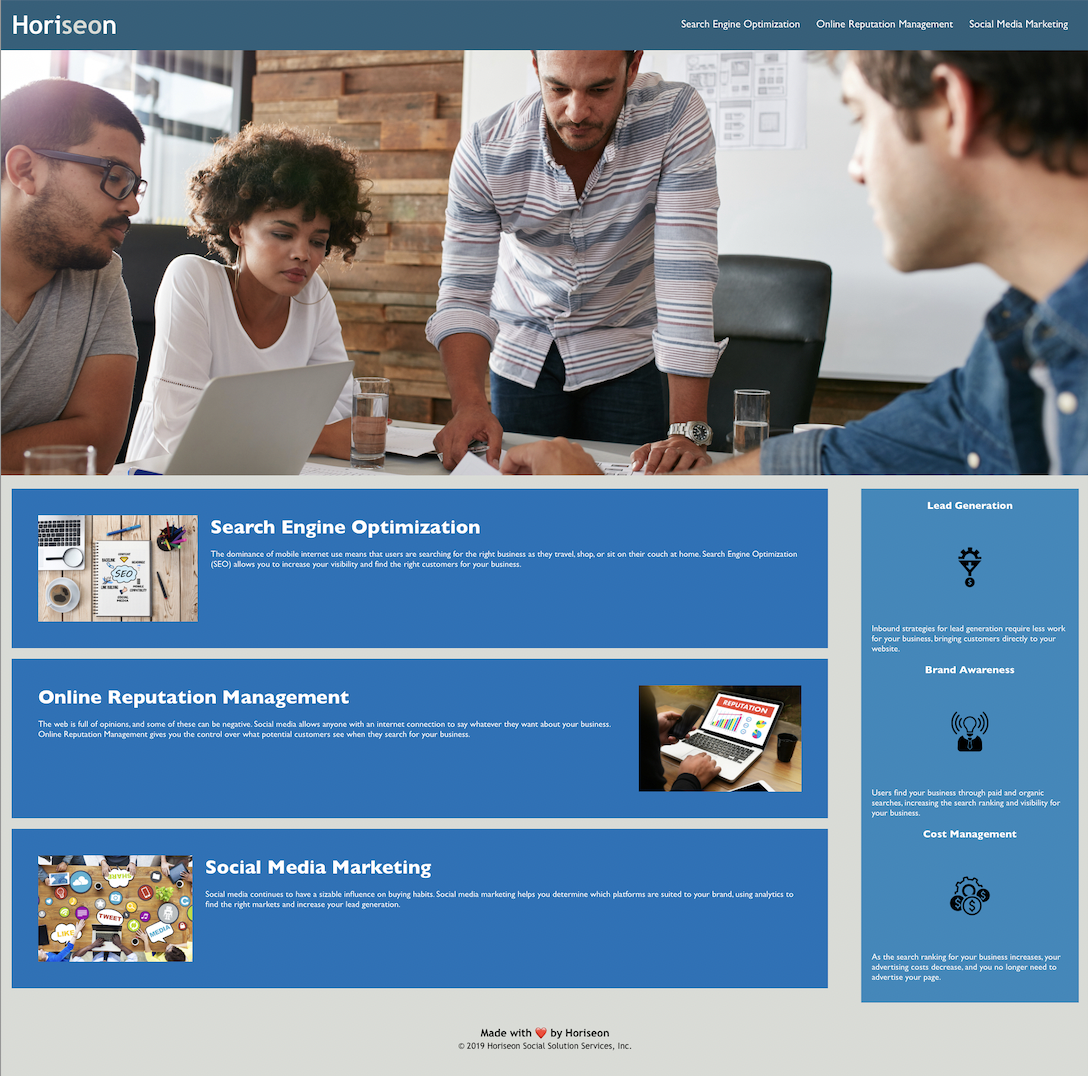 Horiseon
Search Engine Optimization
Online Reputation Management
Social Media Marketing
SEO
Search Engine Optimization
The dominance of mobile internet use means that users are searching for the right business as they travel, shop, or sit on their couch at home. Search Engine Optimization
(SEO) allows you to increase your visibility and find the right customers for your business.
Online Reputation Management
The web is full of opinions, and some of these can be negative. Social media allows anyone with an internet connection to say whatever they want about your business.
Online Reputation Management gives you the control over what potential customers see when they search for your business.
REPUTATION
SHARE
TWEET
LIKE
MEDIA
Social Media Marketing
Social media continues to have a sizable influence on buying habits. Social media marketing helps you determine which platforms are suited to your brand, using analytics to
find the right markets and increase your lead generation.
Lead Generation
Inbound strategies for lead generation require less work
for your business, bringing customers directly to your
website.
Brand Awareness
Users find your business through paid and organic
searches, increasing the search ranking and visibility for
your business.
Cost Management
As the search ranking for your business increases, your
advertising costs decrease, and you no longer need to
advertise your page.
Made with ❤️ by Horiseon
© 2019 Horiseon Social Solution Services, Inc.